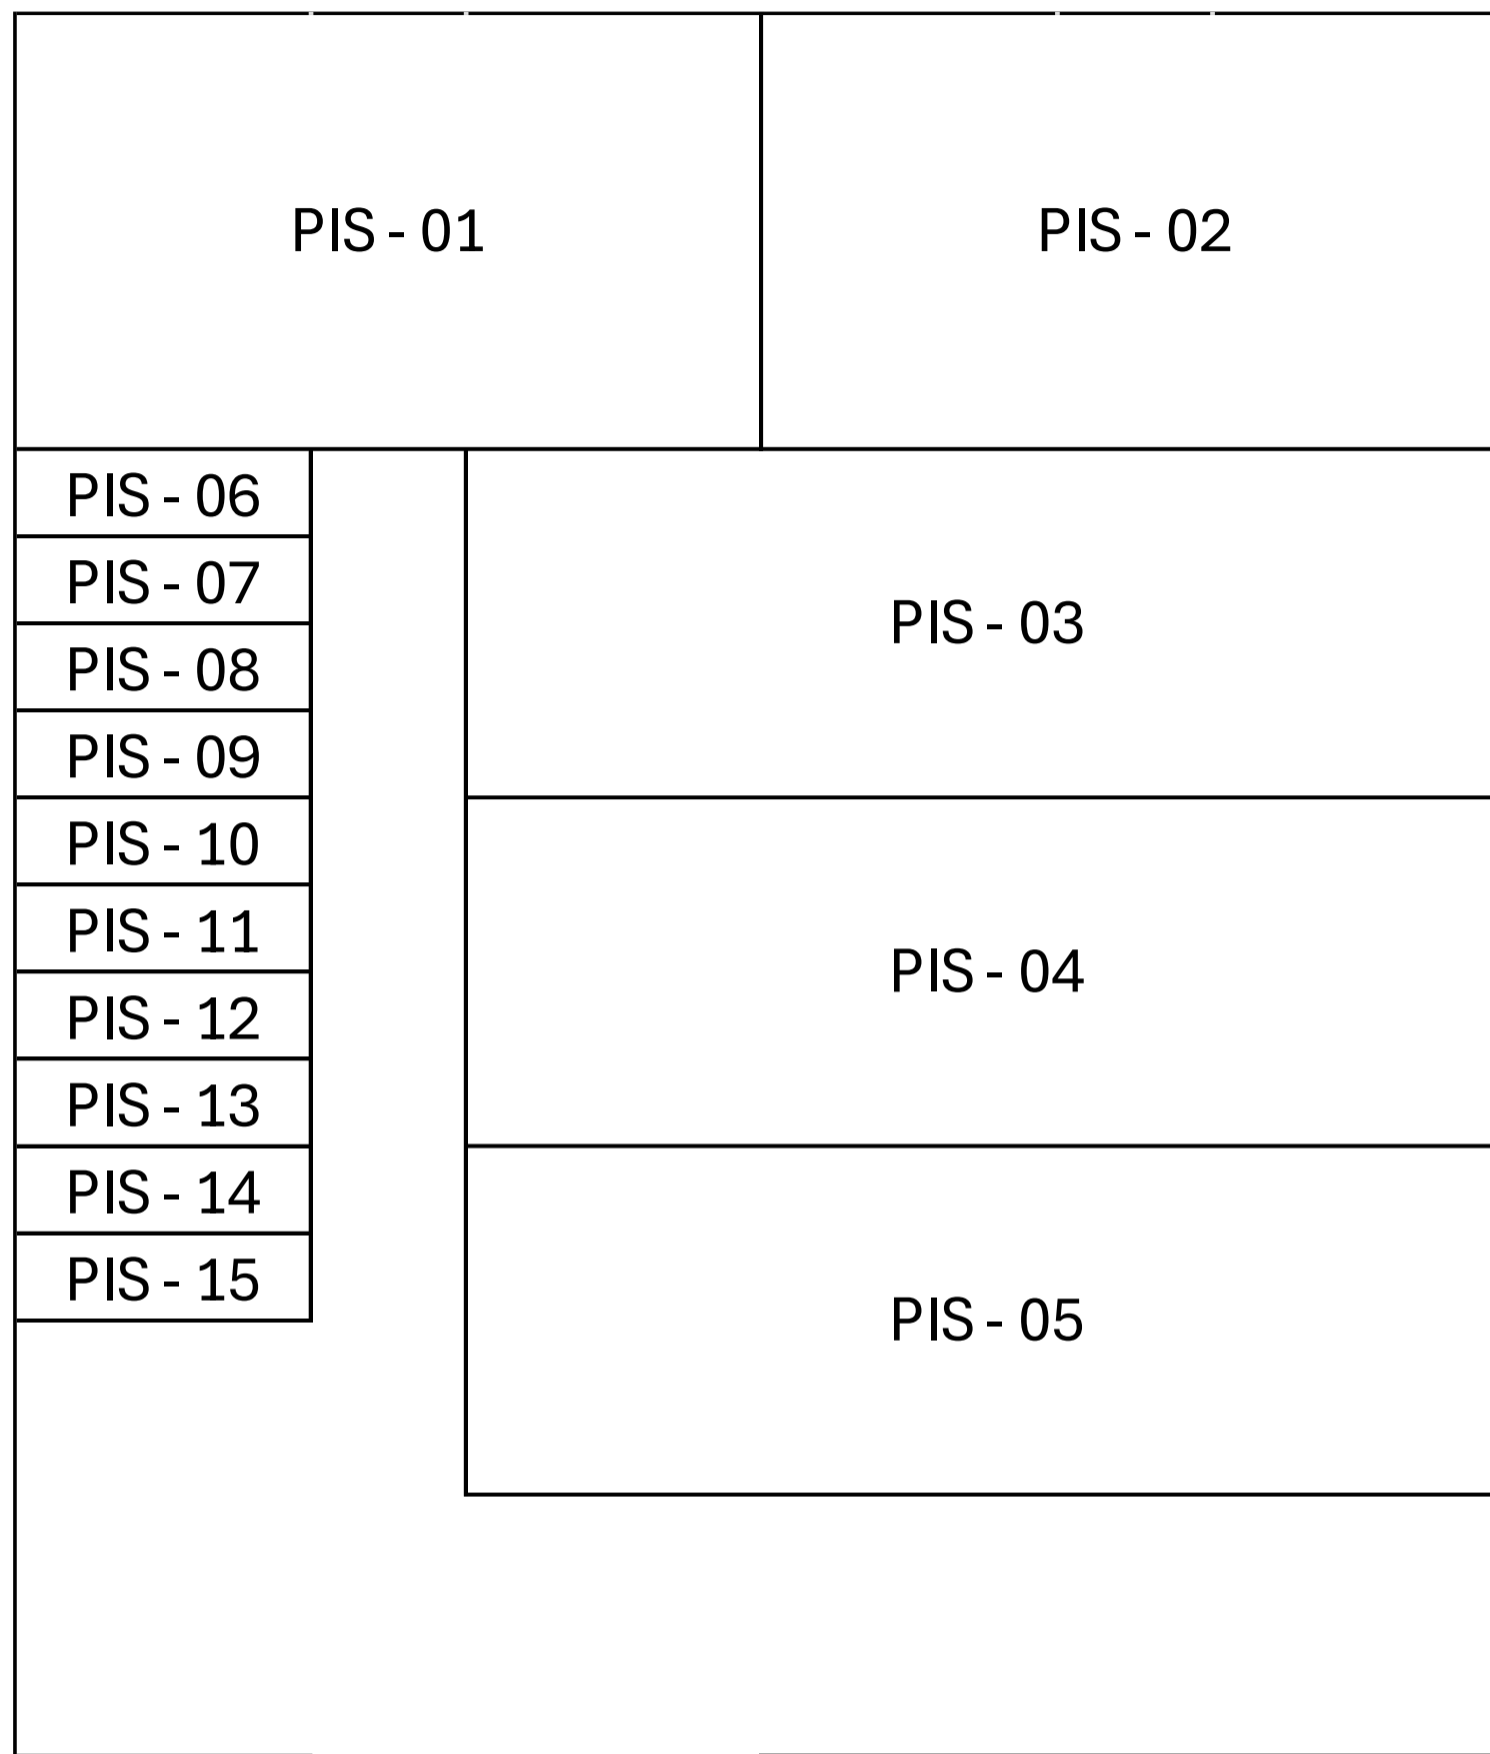 PIS - 01
PIS - 02
PIS - 06
PIS - 07
PIS - 08
PIS - 09
PIS - 10
PIS - 11
PIS - 12
PIS - 13
PIS - 14
PIS - 15
PIS - 03
PIS - 04
PIS - 05